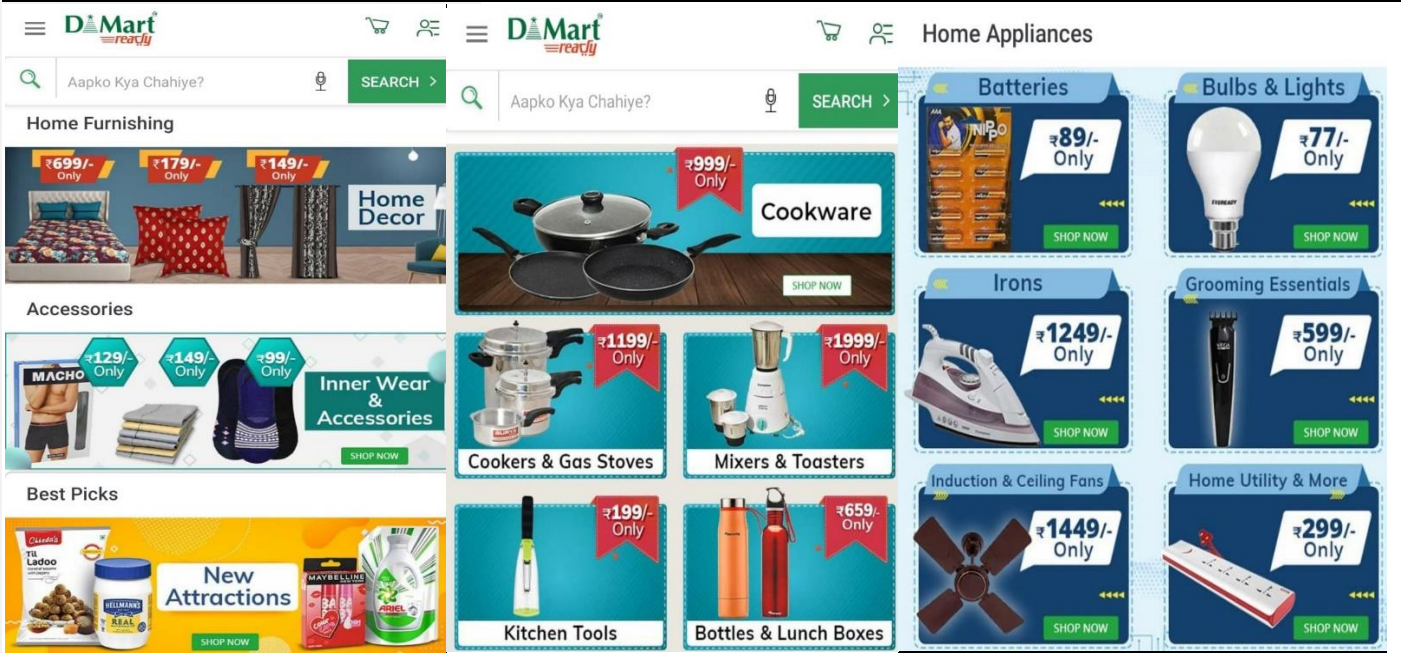 D Mart
ready
Aapko Kya Chahiye?
SEARCH >
Home Furnishing
₹699/-
Only
₹179/-
Only
₹149/-
Only
Home
Decor
Accessories
MACHO
₹129/-
Only
₹149/-
Only
₹99/-
Only
Inner Wear
&
Accessories
SHOP NOW
Best Picks
Chheda's
Til
Ladoo
HELLMANN'S
REAL
New
Attractions
SHOP NOW
MAYBELLINE
NEW YORK
ARIEL
D Mart
ready
Aapko Kya Chahiye?
SEARCH >
₹999/-
Only
Cookware
SHOP NOW
₹1199/-
Only
Cookers & Gas Stoves
₹1999/-
Only
Mixers & Toasters
₹199/-
Only
Kitchen Tools
₹659/-
Only
Bottles & Lunch Boxes
Home Appliances
Batteries
AAA
NIPPO
₹89/-
Only
SHOP NOW
Bulbs & Lights
EVEREADY
₹77/-
Only
SHOP NOW
Irons
₹1249/-
Only
SHOP NOW
Grooming Essentials
VEGA
₹599/-
Only
SHOP NOW
Induction & Ceiling Fans
₹1449/-
Only
SHOP NOW
Home Utility & More
₹299/-
Only
SHOP NOW